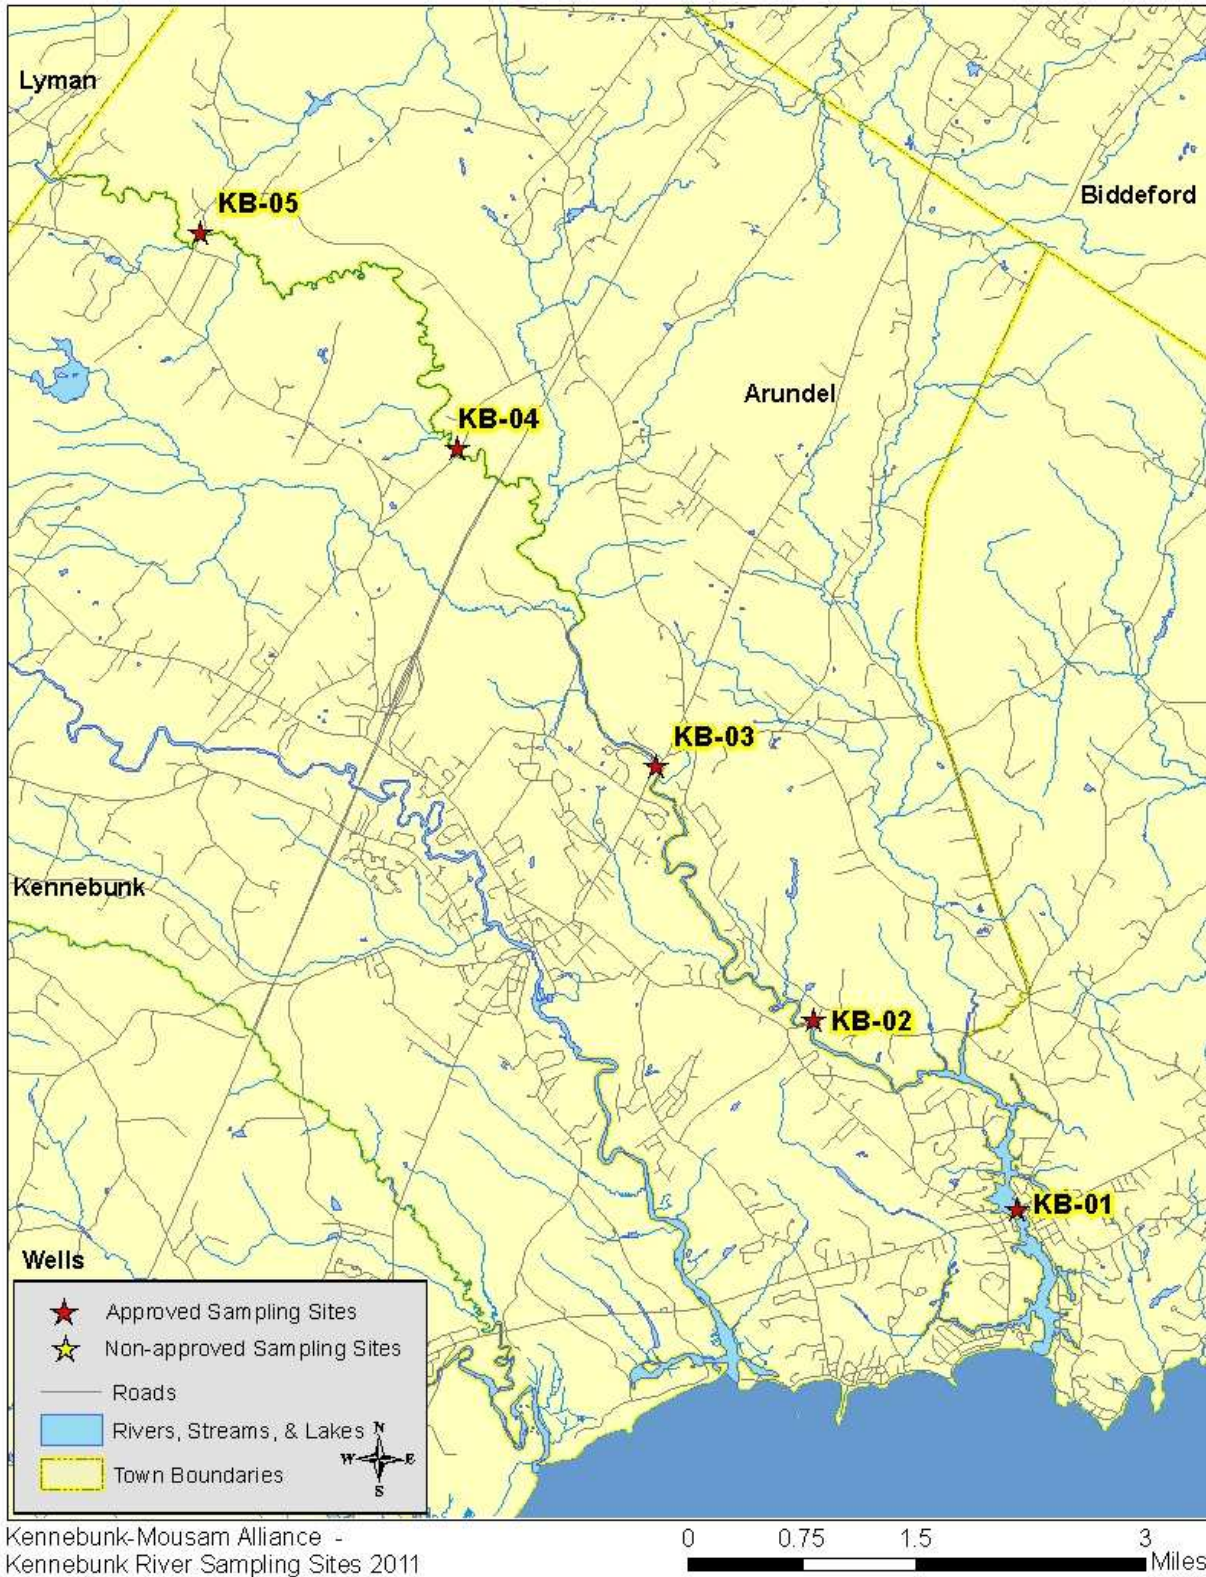 Lyman
KB-05
Biddeford
Arundel
KB-04
KB-03
Kennebunk
KB-02
KB-01
Wells
Approved Sampling Sites
Non-approved Sampling Sites
Roads
Rivers, Streams, & Lakes
Town Boundaries
N
W E
S
Kennebunk-Mousam Alliance -
Kennebunk River Sampling Sites 2011
0 0.75 1.5 3
Miles